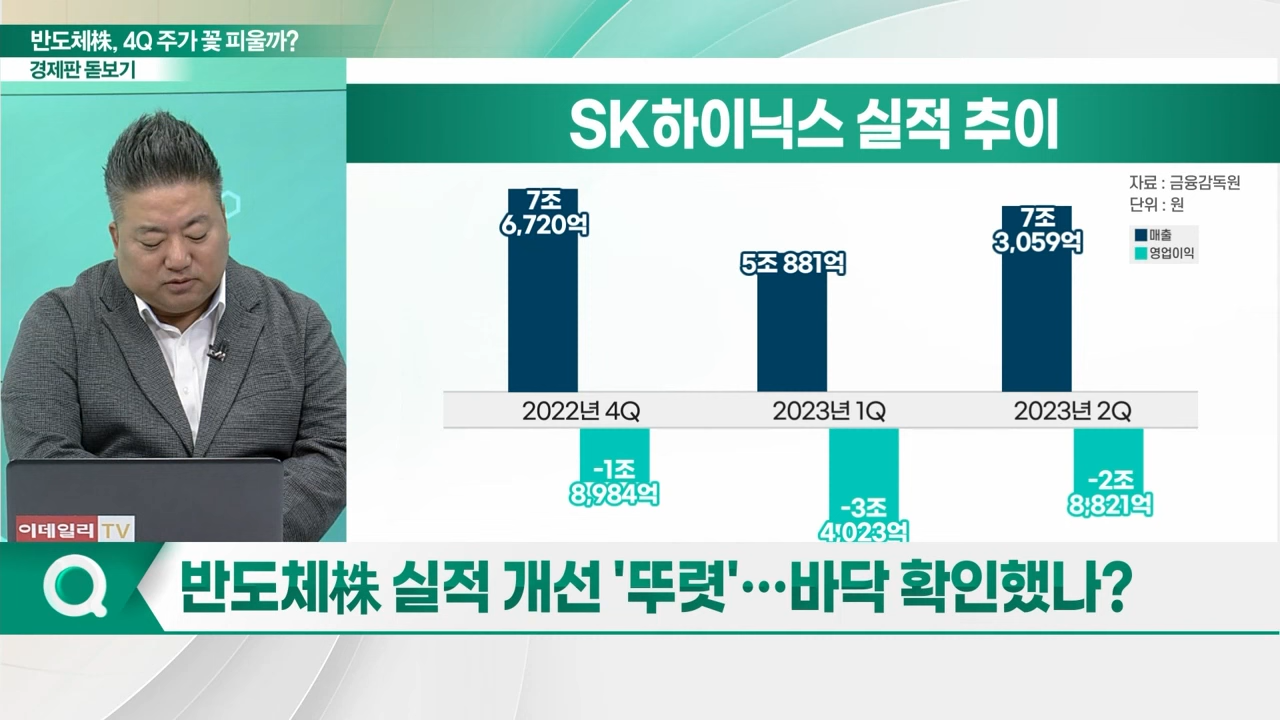 반도체株, 4Q 주가 꽃 피울까?
경제판 돋보기
SK하이닉스 실적 추이
자료 : 금융감독원
단위 : 원
매출
영업이익
7조
6,720억
5조 881억
7조
3,059억
2022년 4Q
2023년 1Q
2023년 2Q
-1조
8,984억
-3조
4,023억
-2조
8,821억
이데일리 TV
반도체株 실적 개선 '뚜렷'…바닥 확인했나?